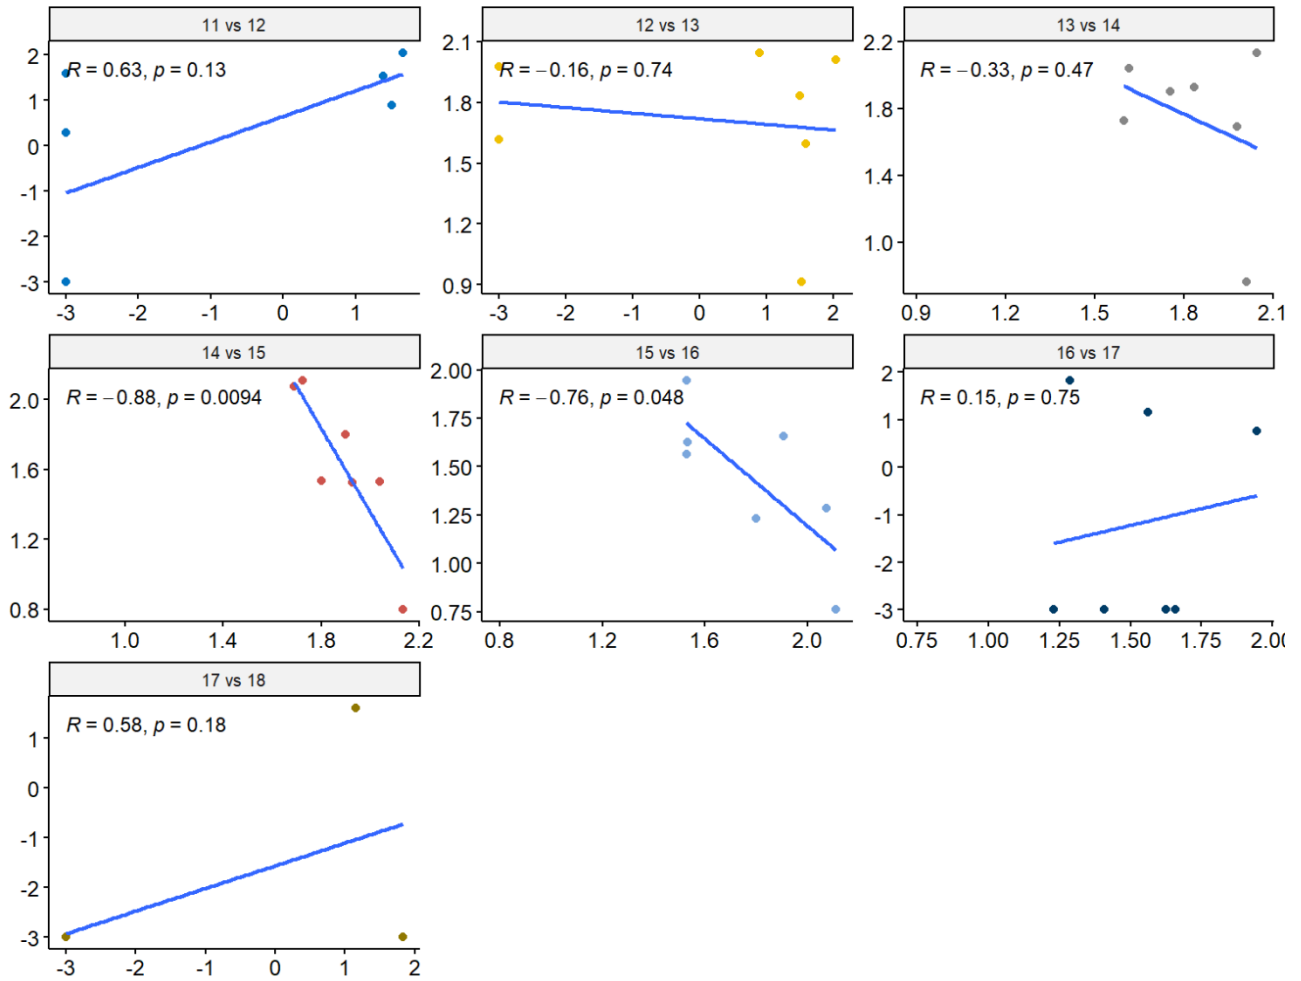 11 vs 12
12 vs 13
13 vs 14
R = 0.63, p = 0.13
R = −0.16, p = 0.74
R = −0.33, p = 0.47
2
1
0
-1
-2
-3
-3 -2 -1 0 1
2.1
1.8
1.5
1.2
0.9
-3 -2 -1 0 1 2
2.2
1.8
1.4
1.0
0.9 1.2 1.5 1.8 2.1
14 vs 15
15 vs 16
16 vs 17
R = −0.88, p = 0.0094
R = −0.76, p = 0.048
R = 0.15, p = 0.75
2.0
1.6
1.2
0.8
1.0 1.4 1.8 2.2
2.00
1.75
1.50
1.25
1.00
0.75
0.8 1.2 1.6 2.0
2
1
0
-1
-2
-3
0.75 1.00 1.25 1.50 1.75 2.00
17 vs 18
R = 0.58, p = 0.18
1
0
-1
-2
-3
-3 -2 -1 0 1 2